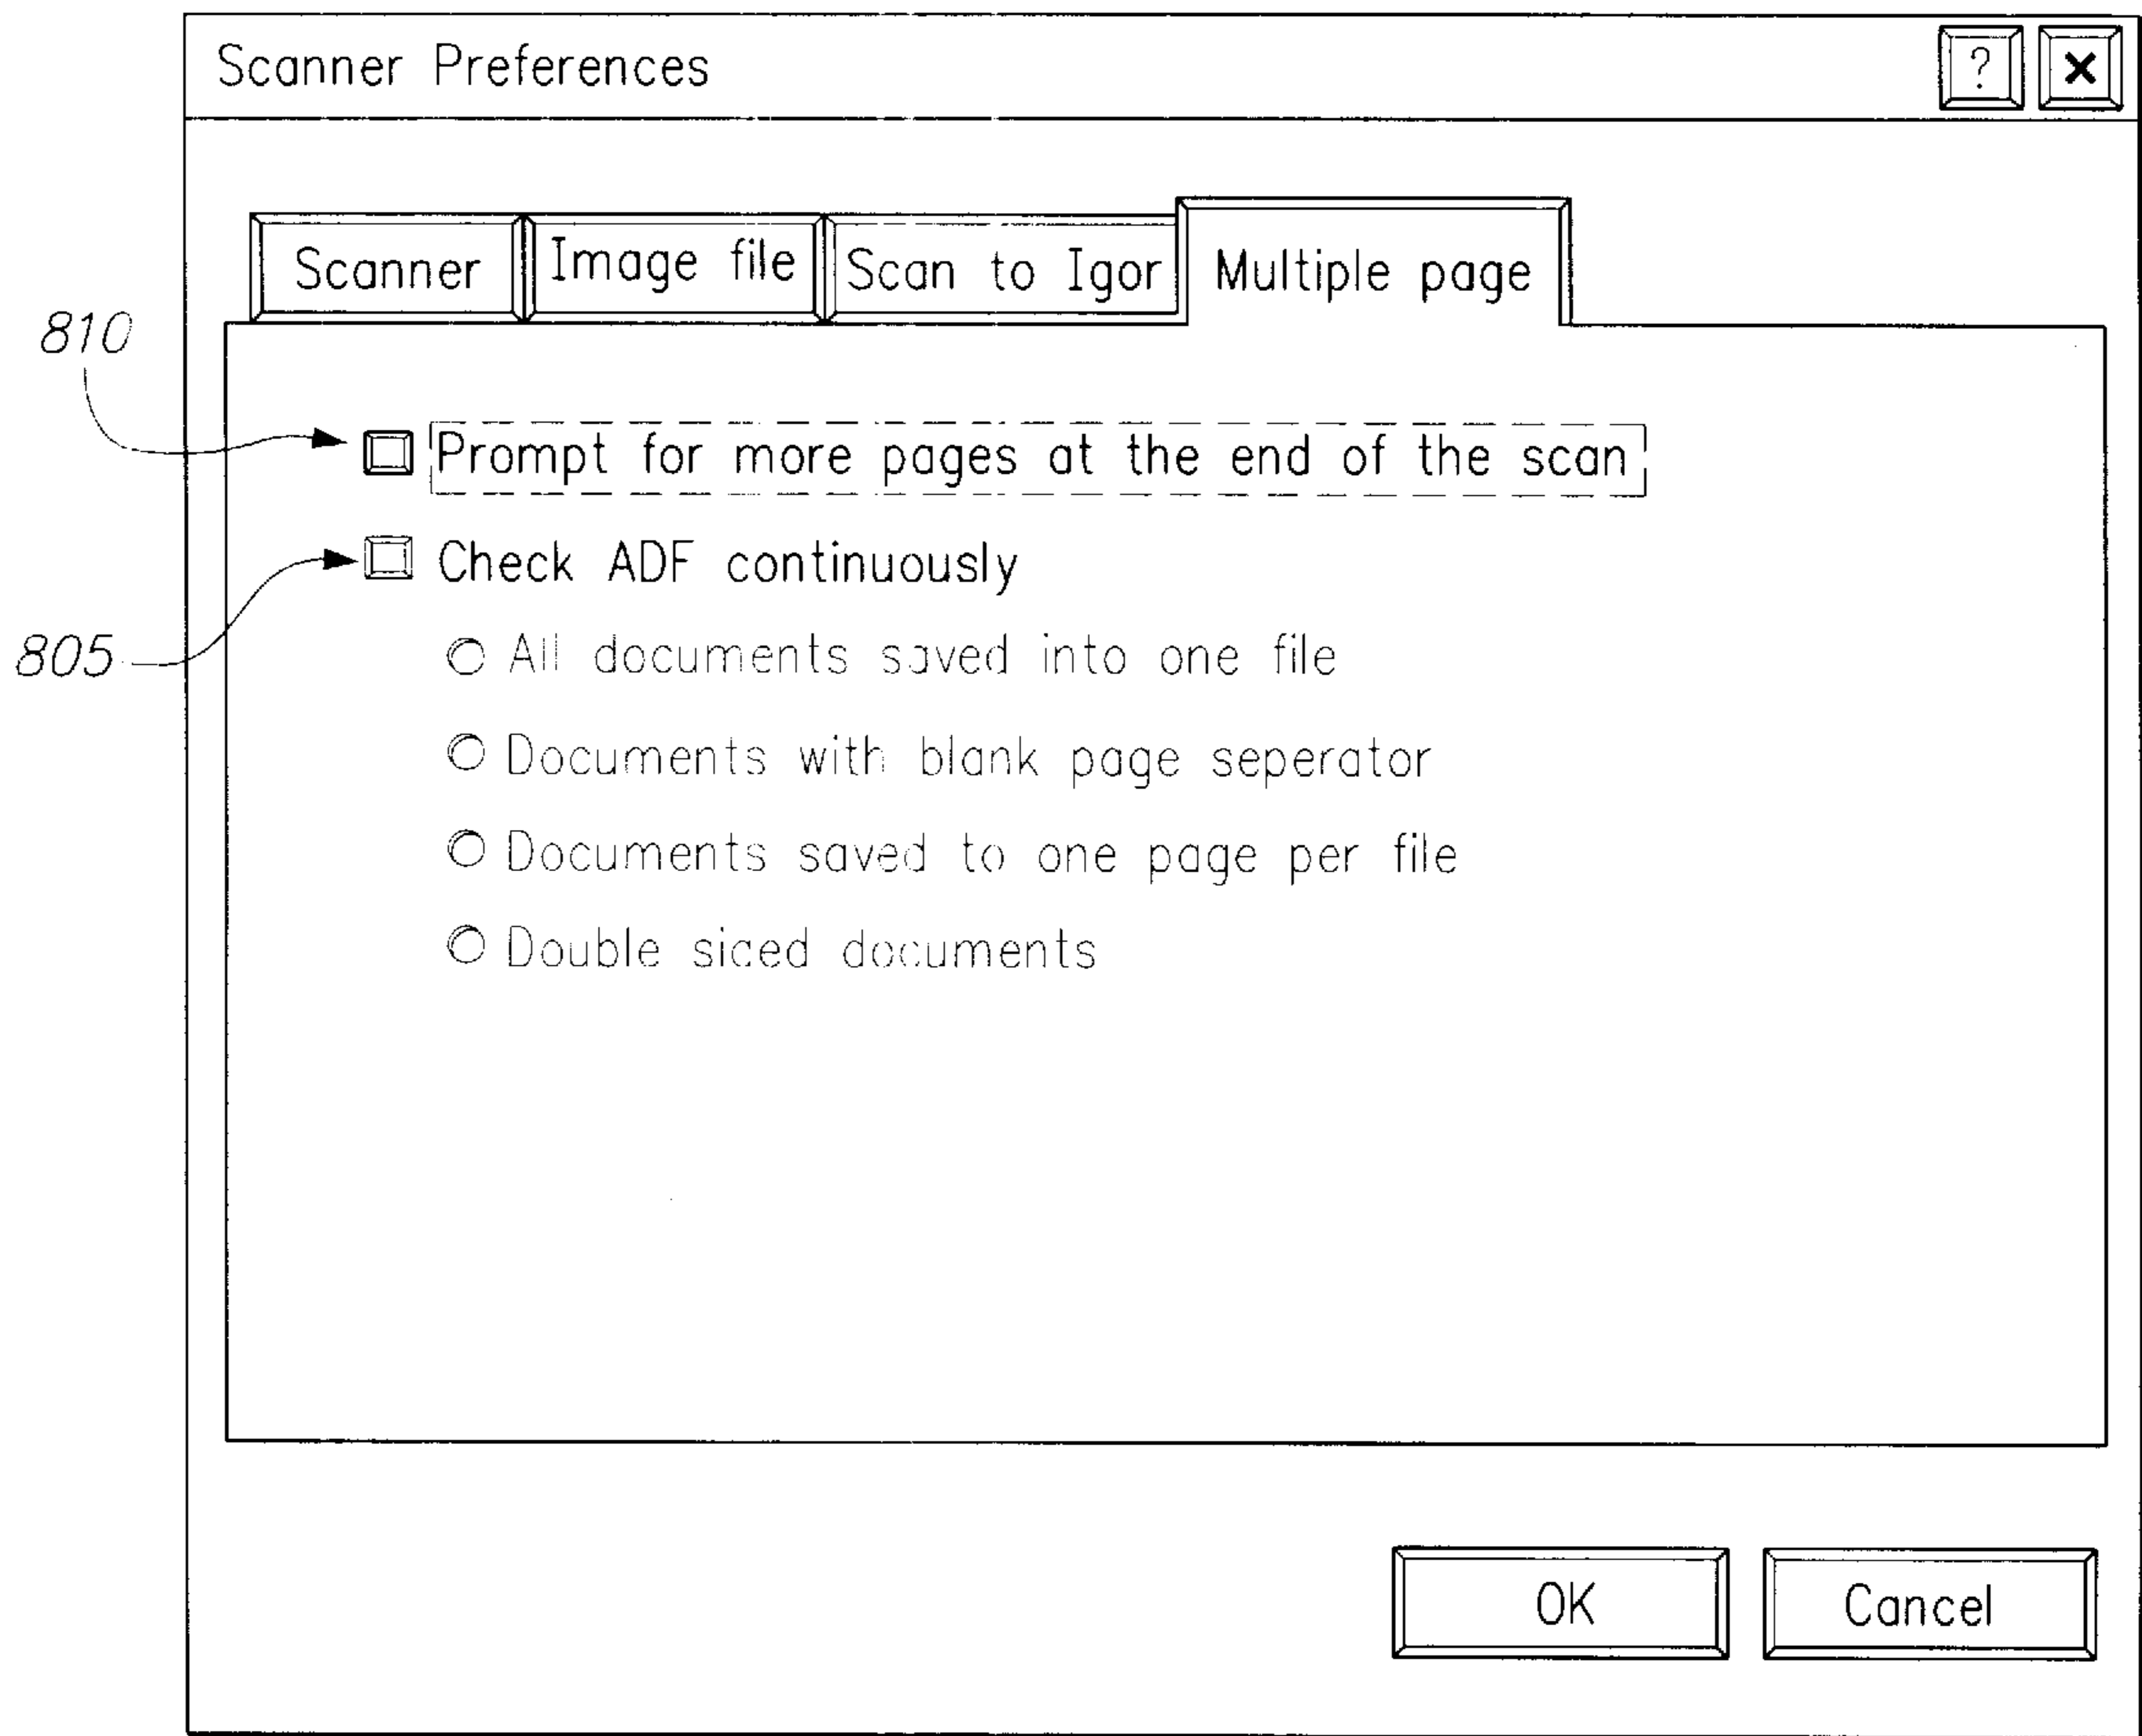 Scanner Preferences ? ×
Scanner Image file Scan to Igor Multiple page
810
Prompt for more pages at the end of the scan
Check ADF continuously
805
All documents saved into one file
Documents with blank page seperator
Documents saved to one page per file
Double sided documents
OK Cancel